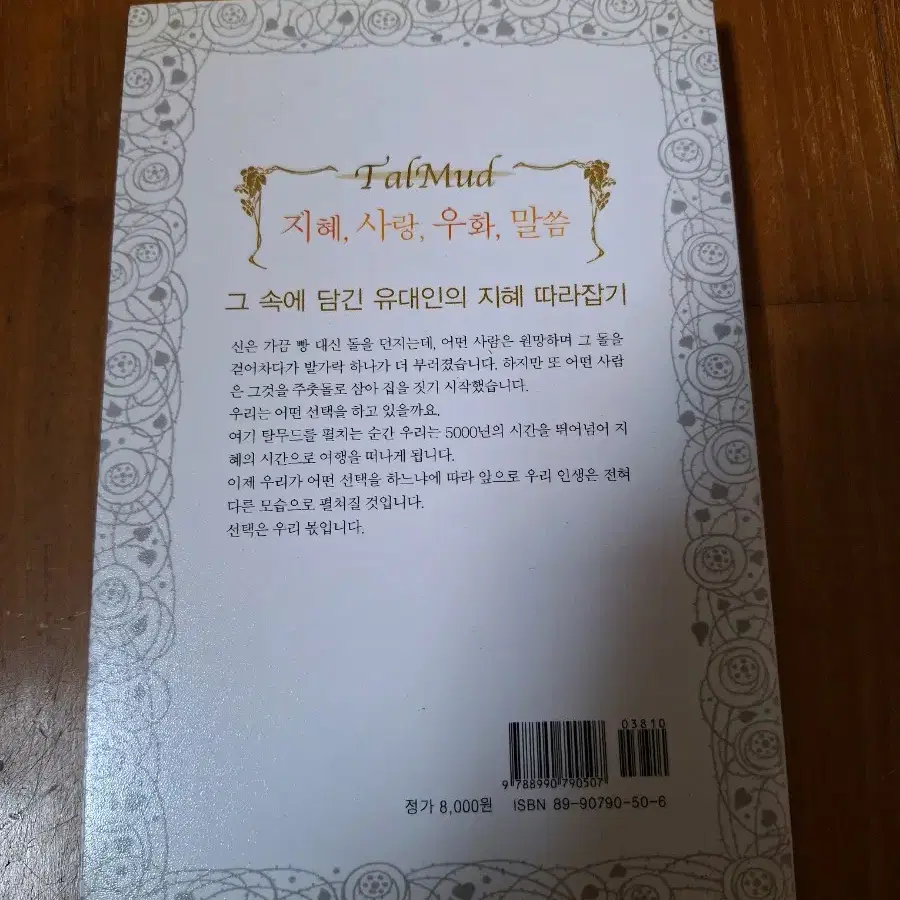 TalMud
지혜, 사랑, 우화, 말씀
그 속에 담긴 유대인의 지혜 따라잡기
신은 가끔 빵 대신 돌을 던지는데, 어떤 사람은 원망하며 그 돌을
걷어차다가 발가락 하나가 더 부러졌습니다. 하지만 또 어떤 사람
은 그것을 주춧돌로 삼아 집을 짓기 시작했습니다.
우리는 어떤 선택을 하고 있을까요.
여기 탈무드를 펼치는 순간 우리는 5000년의 시간을 뛰어넘어 지
혜의 시간으로 여행을 떠나게 됩니다.
이제 우리가 어떤 선택을 하느냐에 따라 앞으로 우리 인생은 전혀
다른 모습으로 펼쳐질 것입니다.
선택은 우리 몫입니다.
03810
9 788990 790507
정가 8,000원 ISBN 89-90790-50-6